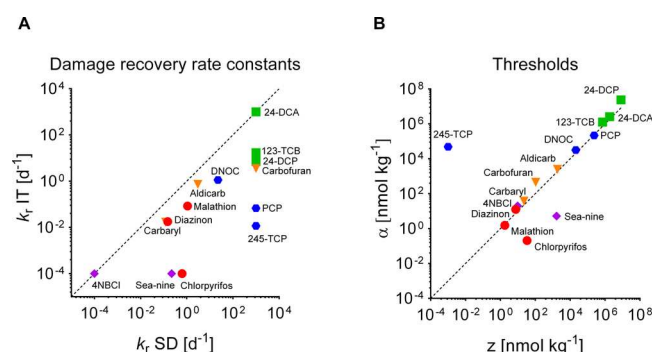 A
Damage recovery rate constants
10⁴
10²
10⁰
10⁻²
10⁻⁴
kᵣ IT [d⁻¹]
24-DCA
123-TCB
24-DCP
Carbofuran
DNOC
Aldicarb
Malathion
Diazinon
Carbaryl
PCP
245-TCP
4NBCl
Sea-nine
Chlorpyrifos
10⁻⁴ 10⁻² 10⁰ 10² 10⁴
kᵣ SD [d⁻¹]
B
Thresholds
10⁸
10⁶
10⁴
10²
10⁰
10⁻²
10⁻⁴
α [nmol kg⁻¹]
24-DCP
24-DCA
123-TCB
245-TCP
DNOC
PCP
Aldicarb
Carbofuran
Carbaryl
4NBCl
Diazinon
Sea-nine
Malathion
Chlorpyrifos
10⁻⁴ 10⁻² 10⁰ 10² 10⁴ 10⁶ 10⁸
z [nmol kg⁻¹]